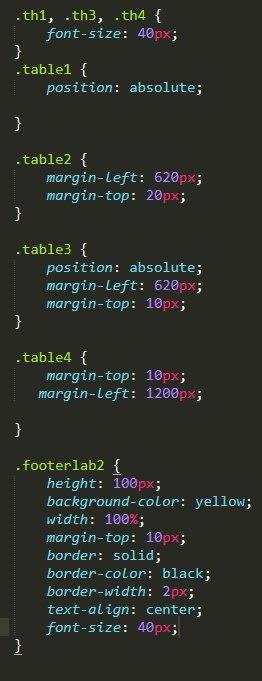 .th1, .th3, .th4 {
    font-size: 40px;
}
.table1 {
    position: absolute;

}

.table2 {
    margin-left: 620px;
    margin-top: 20px;
}

.table3 {
    position: absolute;
    margin-left: 620px;
    margin-top: 10px;
}

.table4 {
    margin-top: 10px;
   margin-left: 1200px;

}

.footerlab2 {
    height: 100px;
    background-color: yellow;
    width: 100%;
    margin-top: 10px;
    border: solid;
    border-color: black;
    border-width: 2px;
    text-align: center;
    font-size: 40px;
}